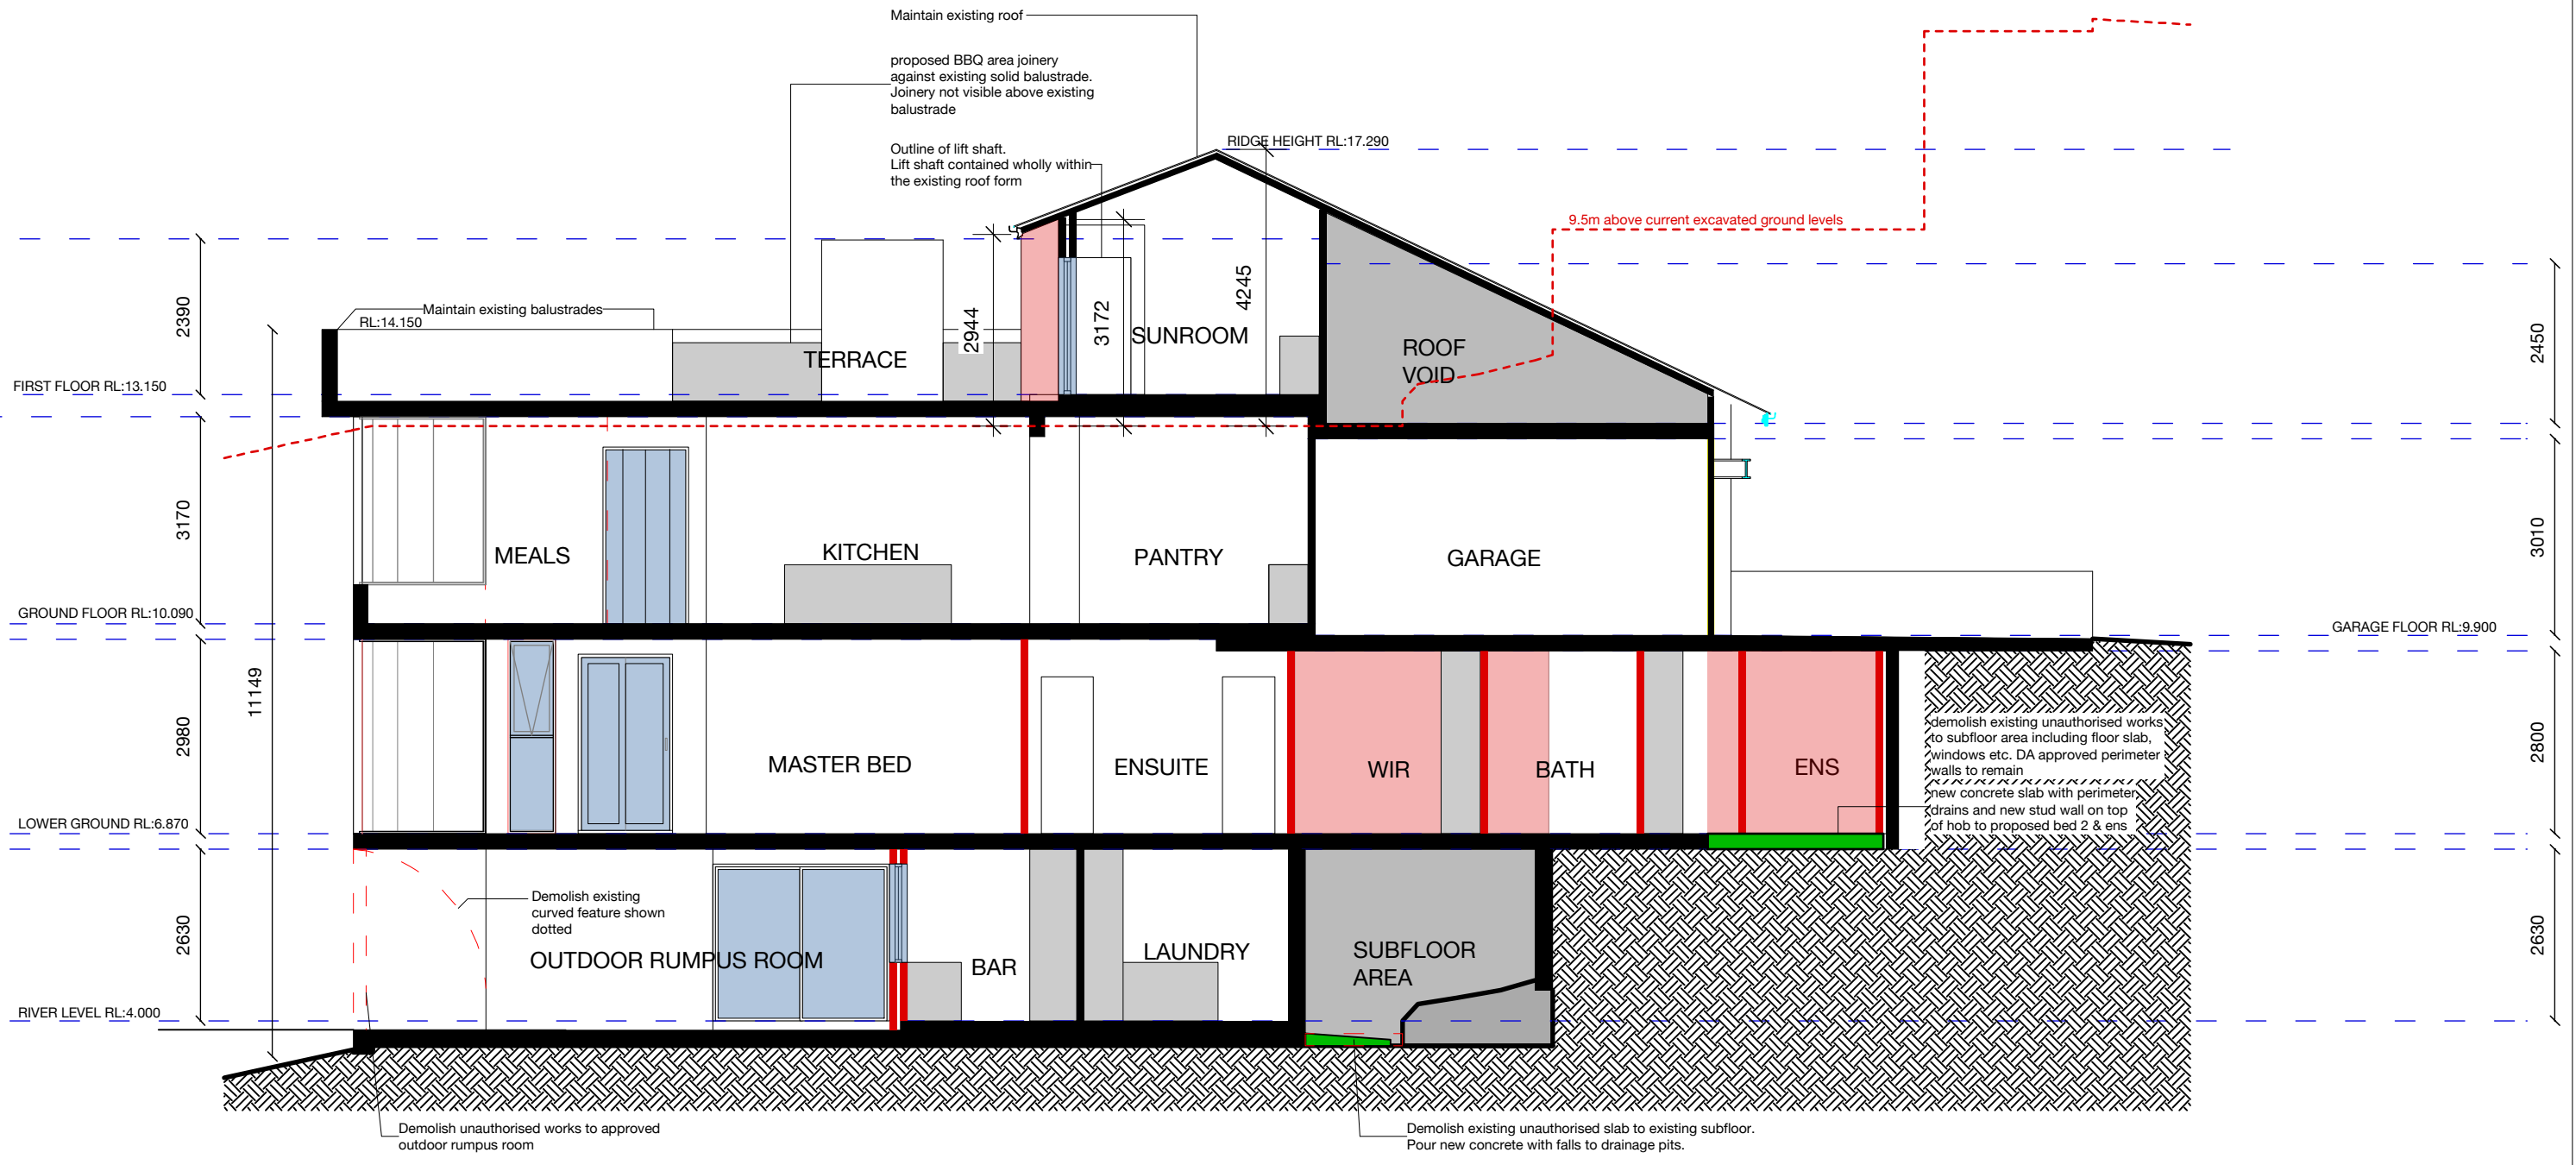 Maintain existing roof
proposed BBQ area joinery
against existing solid balustrade.
Joinery not visible above existing
balustrade
Outline of lift shaft.
Lift shaft contained wholly within
the existing roof form
RIDGE HEIGHT RL:17.290
9.5m above current excavated ground levels
Maintain existing balustrades
RL:14.150
2390
2944
3172
4245
2450
TERRACE
SUNROOM
ROOF
VOID
FIRST FLOOR RL:13.150
3170
MEALS
KITCHEN
PANTRY
GARAGE
3010
GROUND FLOOR RL:10.090
GARAGE FLOOR RL:9.900
11149
2980
MASTER BED
ENSUITE
WIR
BATH
ENS
2800
demolish existing unauthorised works
to subfloor area including floor slab,
windows etc. DA approved perimeter
walls to remain
new concrete slab with perimeter
drains and new stud wall on top
of hob to proposed bed 2 & ens
LOWER GROUND RL:6.870
2630
Demolish existing
curved feature shown
dotted
OUTDOOR RUMPUS ROOM
BAR
LAUNDRY
SUBFLOOR
AREA
2630
RIVER LEVEL RL:4.000
Demolish unauthorised works to approved
outdoor rumpus room
Demolish existing unauthorised slab to existing subfloor.
Pour new concrete with falls to drainage pits.